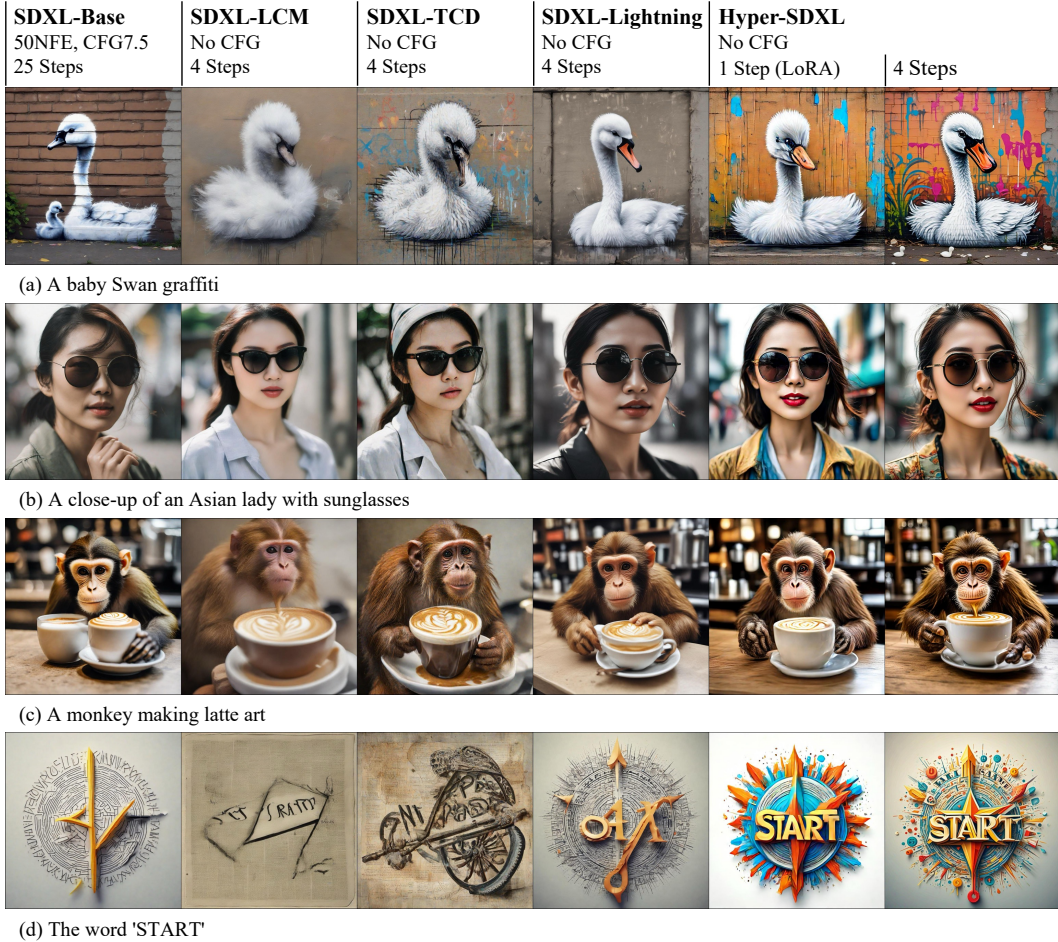 SDXL-Base
50NFE, CFG7.5
25 Steps
SDXL-LCM
No CFG
4 Steps
SDXL-TCD
No CFG
4 Steps
SDXL-Lightning
No CFG
4 Steps
Hyper-SDXL
No CFG
1 Step (LoRA)
4 Steps
(a) A baby Swan graffiti
(b) A close-up of an Asian lady with sunglasses
(c) A monkey making latte art
START
START
(d) The word 'START'